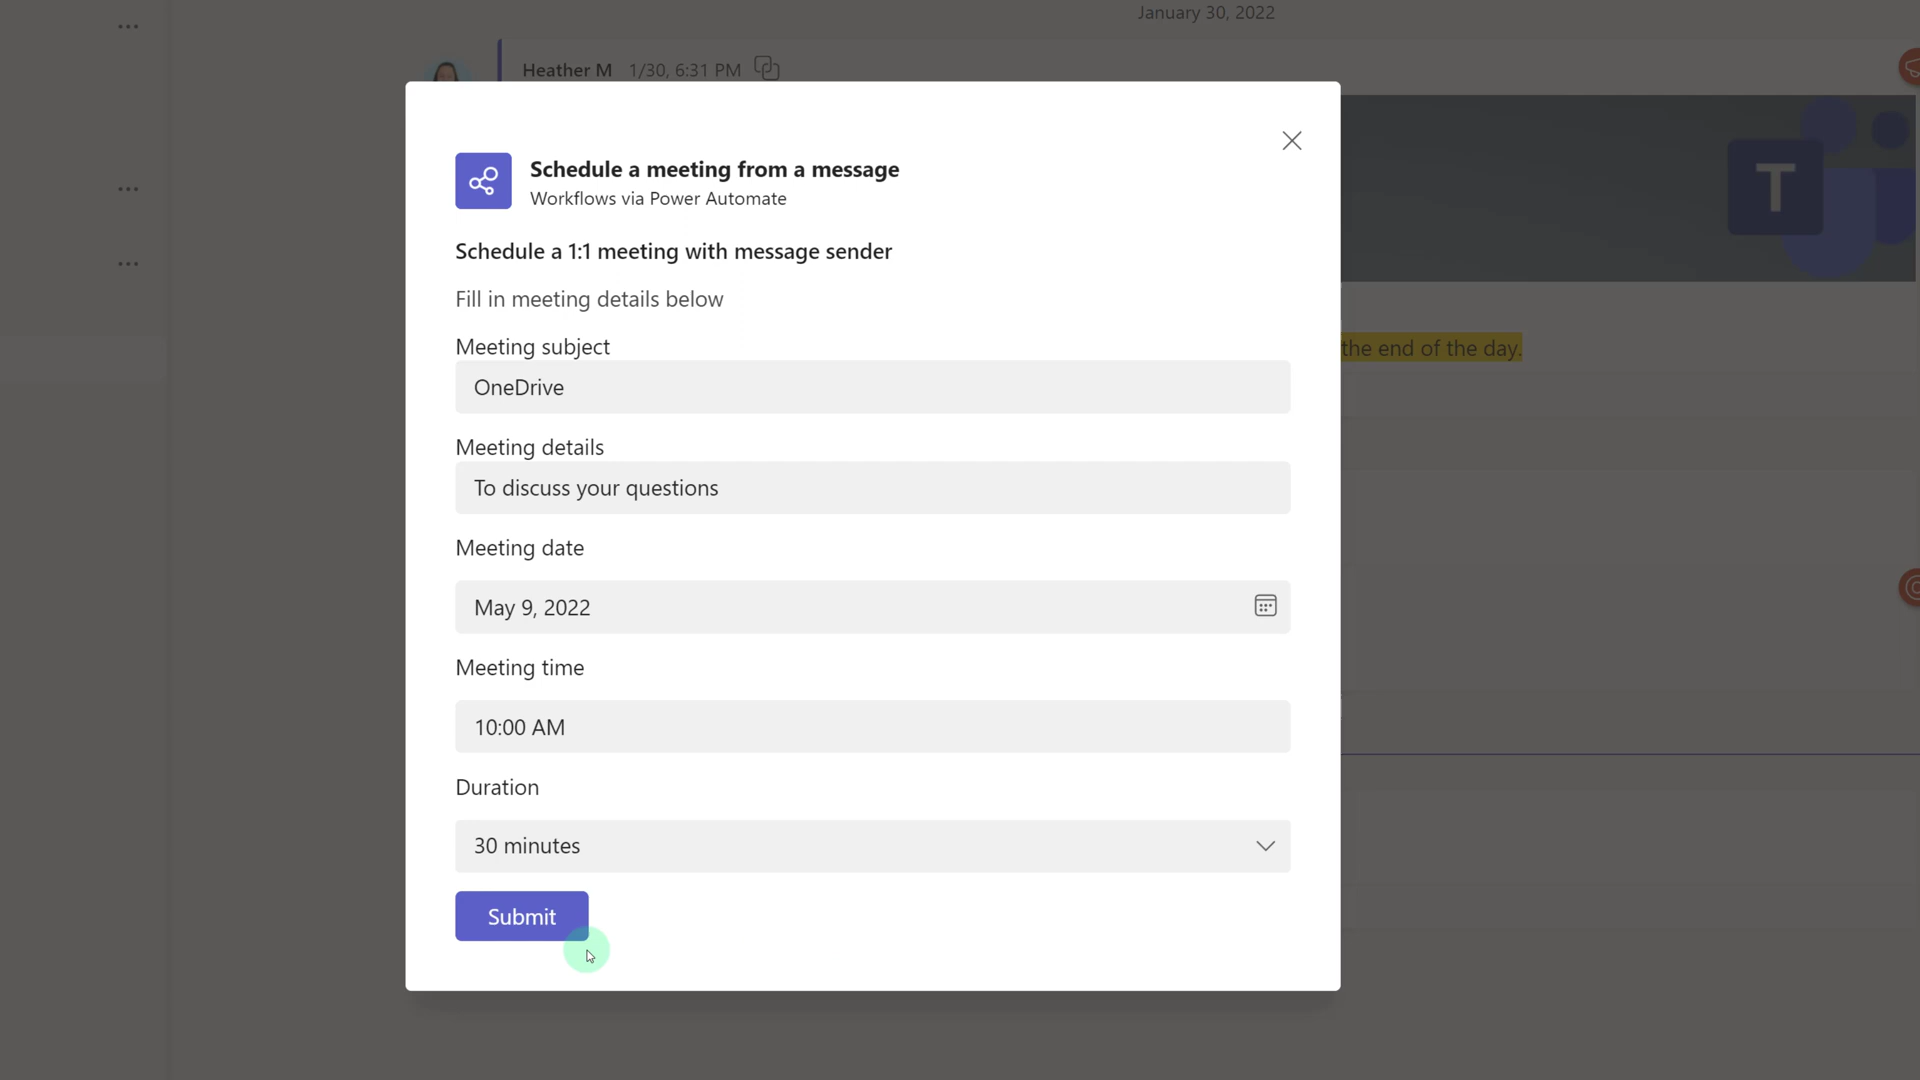 January 30, 2022
Heather M 1/30, 6:31 PM
T
Schedule a meeting from a message
Workflows via Power Automate
Schedule a 1:1 meeting with message sender
Fill in meeting details below
Meeting subject
the end of the day.
OneDrive
Meeting details
To discuss your questions
Meeting date
May 9, 2022
Meeting time
10:00 AM
Duration
30 minutes
Submit